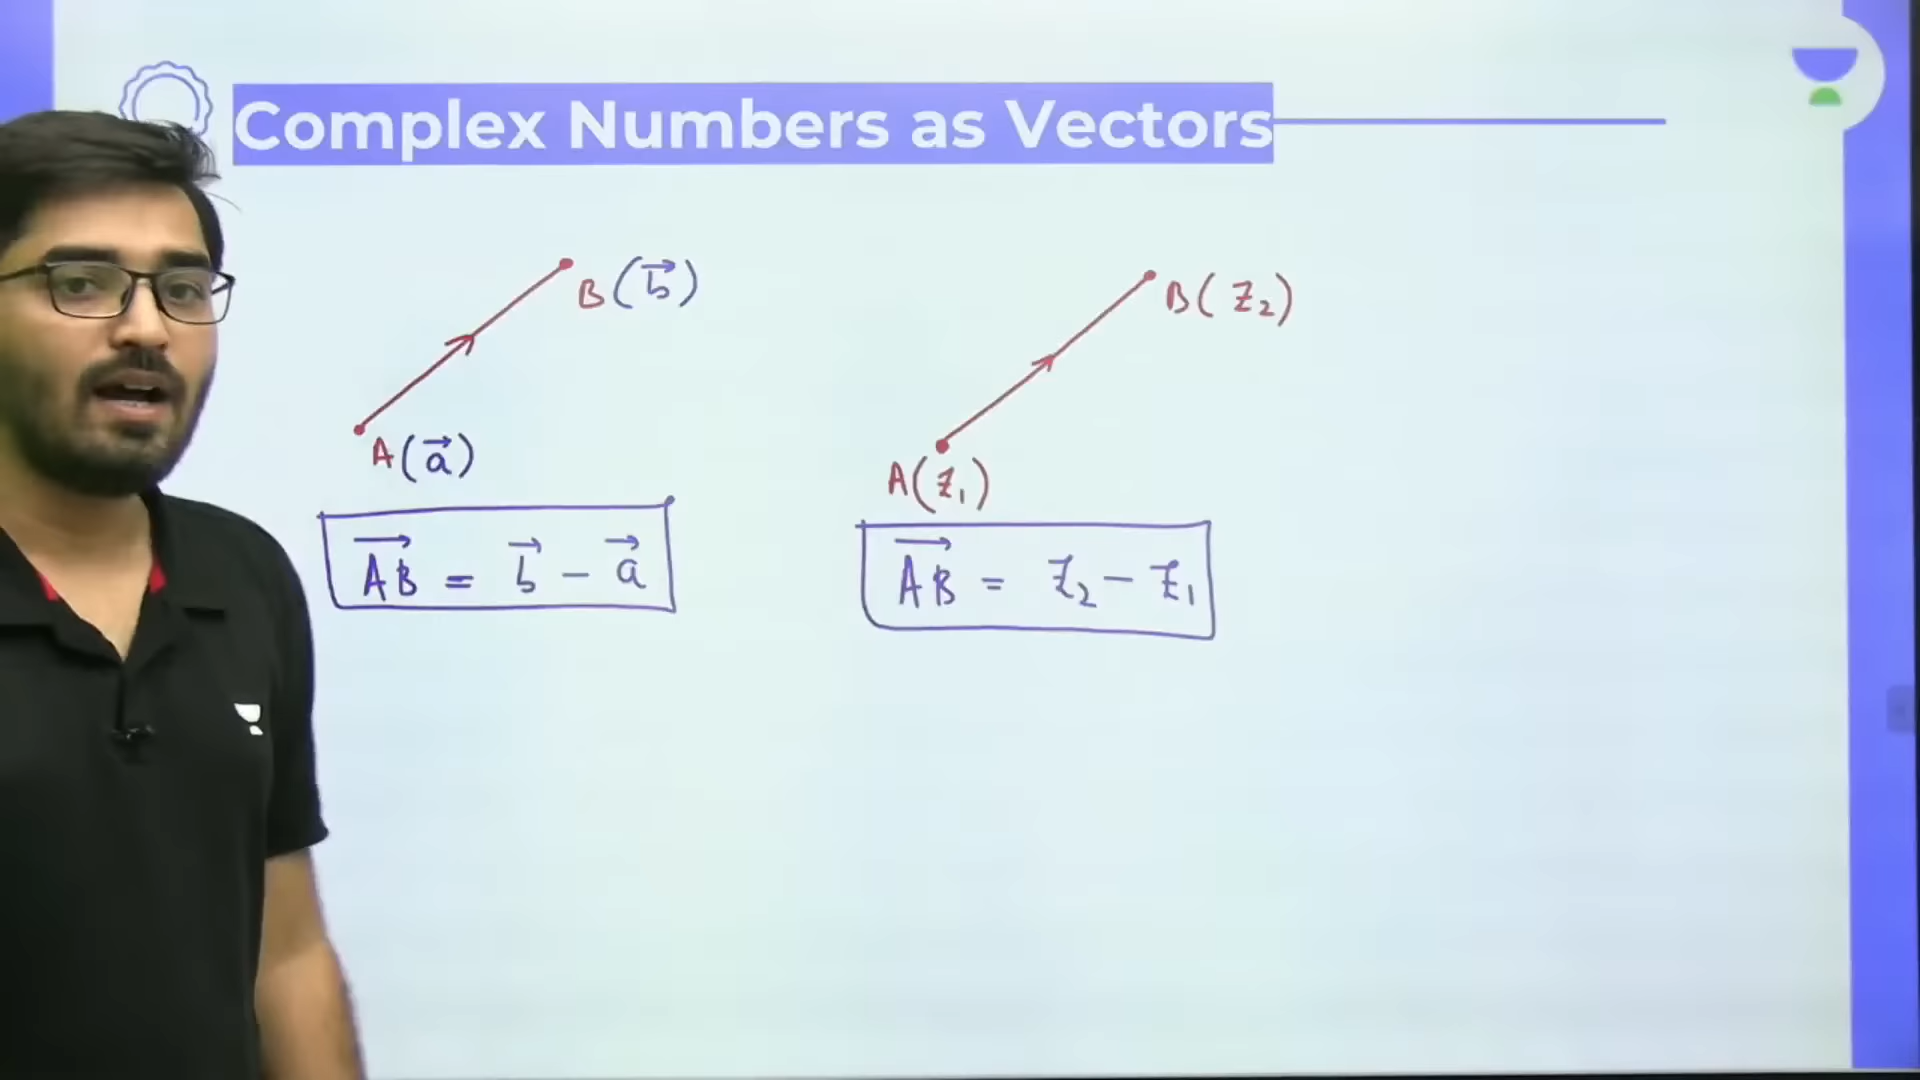 Complex Numbers as Vectors
B(b⃗)
A(a⃗)
AB⃗ = b⃗ − a⃗
B(z₂)
A(z₁)
AB⃗ = z₂ − z₁